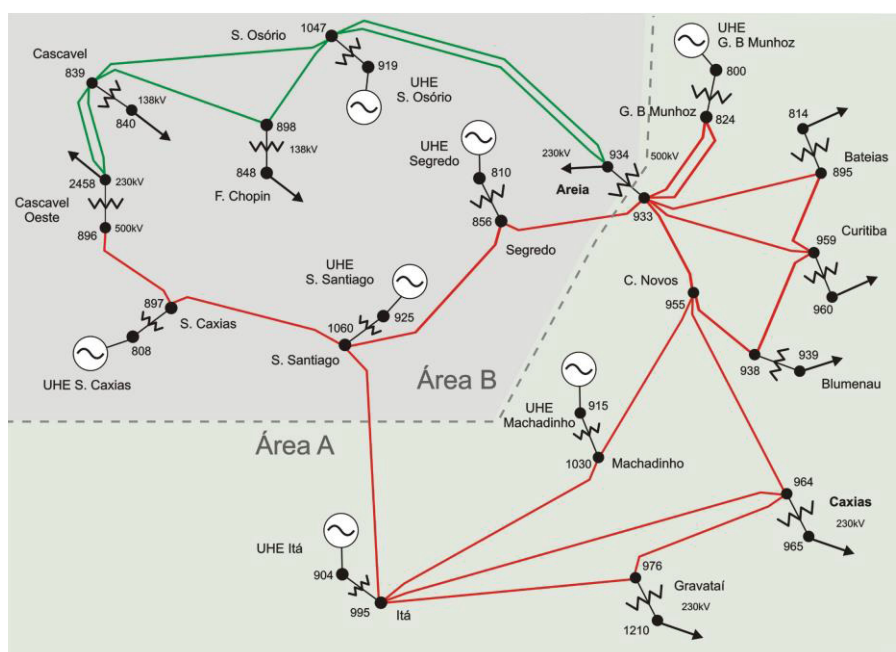 S. Osório
1047
919
UHE
S. Osório
Cascavel
839
138kV
840
898
138kV
848
F. Chopin
2458
230kV
Cascavel
Oeste
896
500kV
UHE
Segredo
810
856
Segredo
230kV
934
500kV
Areia
933
UHE
G. B Munhoz
800
G. B. Munhoz
824
814
Bateias
895
Curitiba
959
960
C. Novos
955
938
939
Blumenau
897
S. Caxias
808
UHE S. Caxias
UHE
S. Santiago
925
1060
S. Santiago
Área B
Área A
UHE
Machadinho
915
1030
Machadinho
964
Caxias
230kV
965
UHE Itá
904
995
Itá
976
Gravataí
230kV
1210